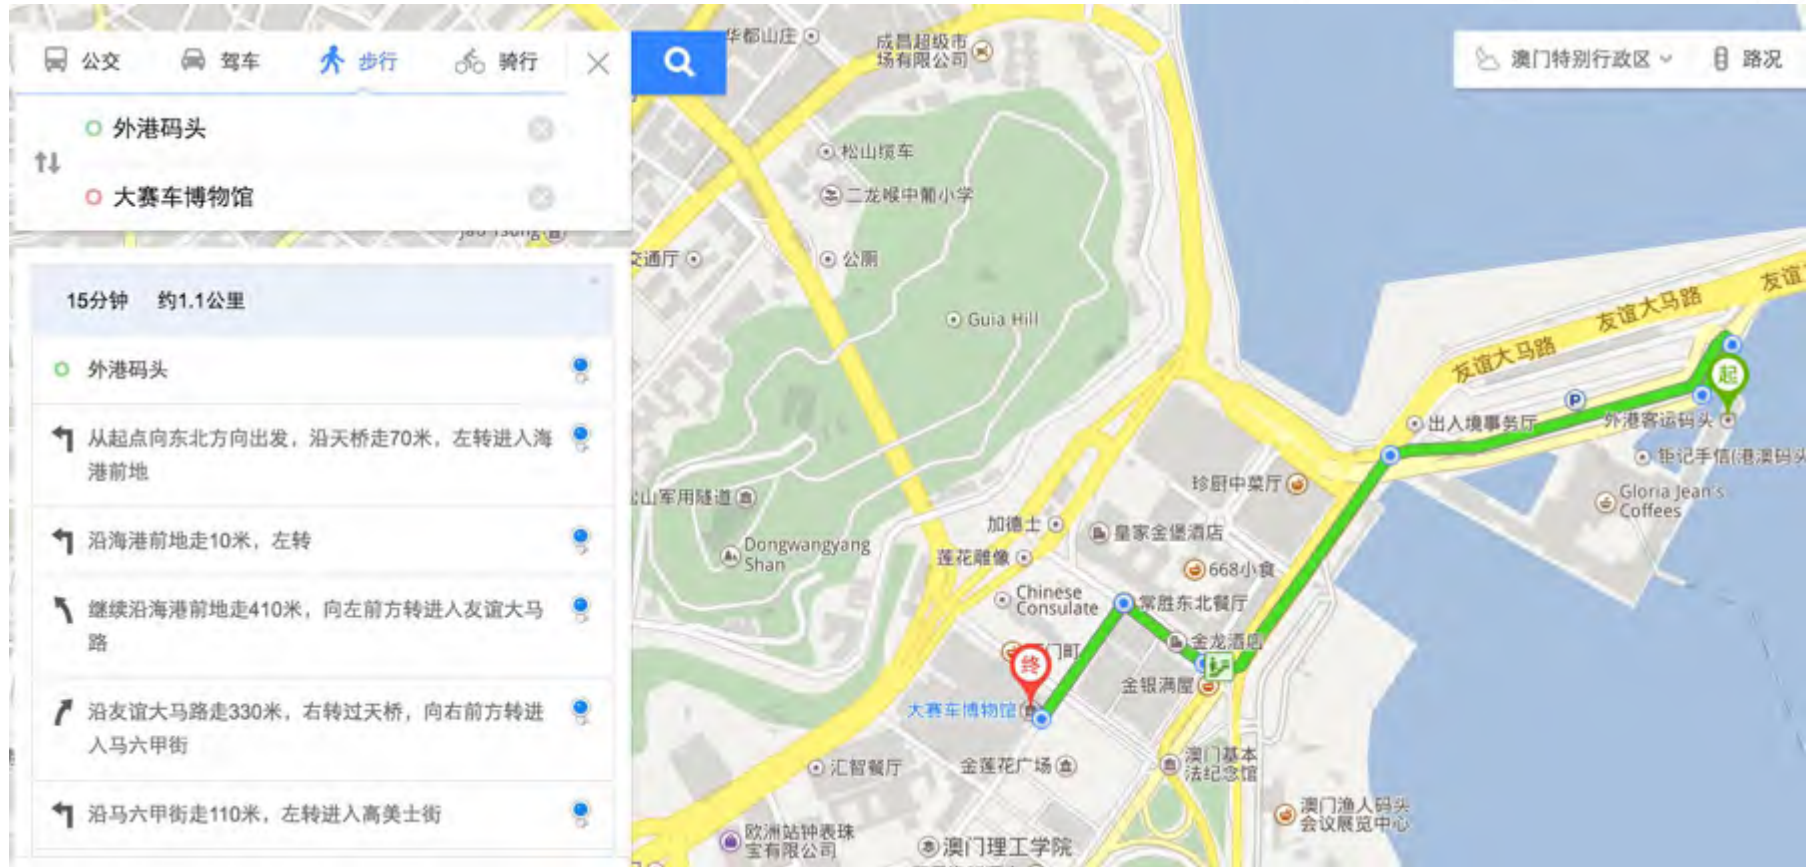 公交
驾车
步行
骑行
外港码头
大赛车博物馆
15分钟 约1.1公里
外港码头
从起点向东北方向出发，沿天桥走70米，左转进入海
港前地
沿海港前地走10米，左转
继续沿海港前地走410米，向左前方转进入友谊大马
路
沿友谊大马路走330米，右转过天桥，向右前方转进
入马六甲街
沿马六甲街走110米，左转进入高美士街
澳门特别行政区
路况
华都山庄
成昌超级市
场有限公司
松山缆车
二龙喉中葡小学
交通厅
公厕
Guia Hill
友谊大马路
友谊大马路
友谊
起
外港客运码头
P
出入境事务厅
钜记手信(港澳码头
Gloria Jean's
Coffees
珍厨中菜厅
山军用隧道
加德士
皇家金堡酒店
Dongwangyang
Shan
莲花雕像
668小食
Chinese
Consulate
常胜东北餐厅
门町
金龙酒店
终
金银满屋
大赛车博物馆
汇智餐厅
金莲花广场
澳门基本
法纪念馆
澳门渔人码头
会议展览中心
欧洲站钟表珠
宝有限公司
澳门理工学院